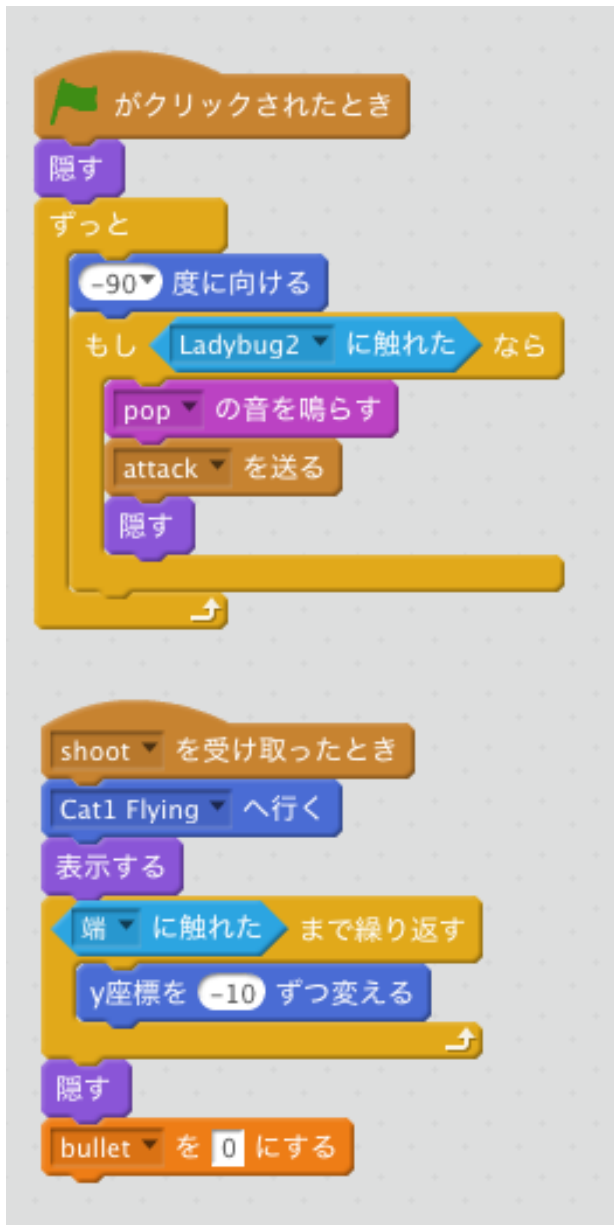 がクリックされたとき
隠す
ずっと
-90 度に向ける
もし Ladybug2 に触れた なら
pop の音を鳴らす
attack を送る
隠す
shoot を受け取ったとき
Cat1 Flying へ行く
表示する
端 に触れた まで繰り返す
y座標を -10 ずつ変える
隠す
bullet を 0 にする